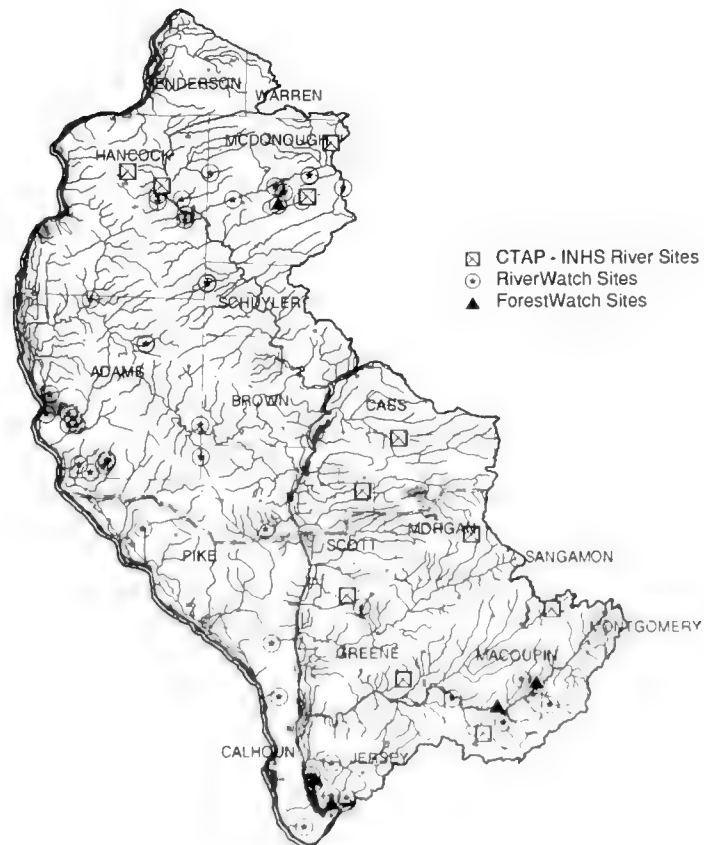 ENDERSON
WARREN
MCDONOUGH
HANCOCK
CTAP - INHS River Sites
RiverWatch Sites
ForestWatch Sites
SCHUYLER
ADAMS
BROWN
CASS
MORGAN
SCOTT
PIKE
SANGAMON
MONTGOMERY
GREENE
MACOUPIN
CALHOUN
JERSEY